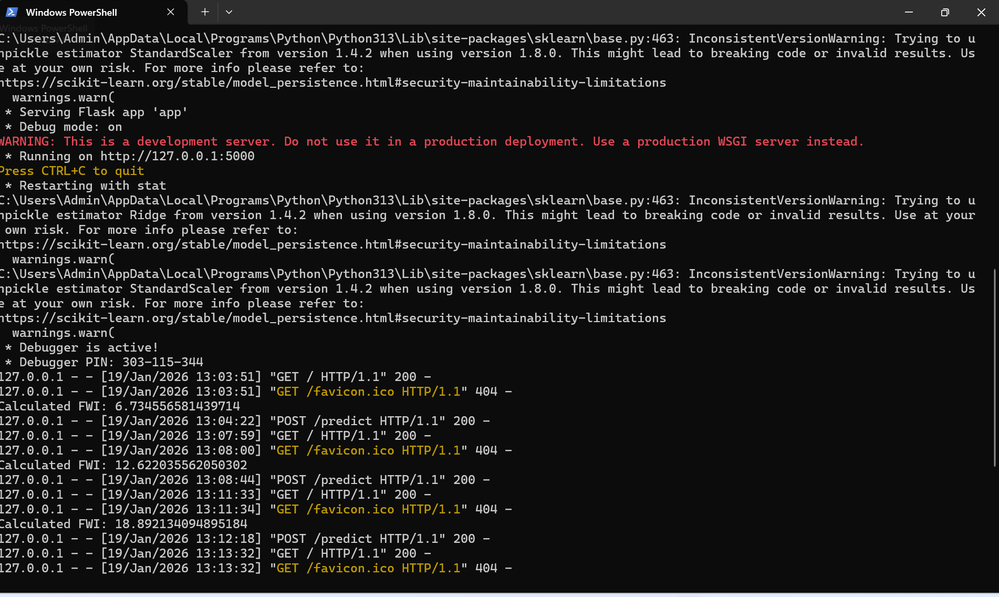 Windows PowerShell
Windows PowerShell
C:\Users\Admin\AppData\Local\Programs\Python\Python313\Lib\site-packages\sklearn\base.py:463: InconsistentVersionWarning: Trying to u
npickle estimator StandardScaler from version 1.4.2 when using version 1.8.0. This might lead to breaking code or invalid results. Us
e at your own risk. For more info please refer to:
https://scikit-learn.org/stable/model_persistence.html#security-maintainability-limitations
  warnings.warn(
 * Serving Flask app 'app'
 * Debug mode: on
WARNING: This is a development server. Do not use it in a production deployment. Use a production WSGI server instead.
 * Running on http://127.0.0.1:5000
Press CTRL+C to quit
 * Restarting with stat
C:\Users\Admin\AppData\Local\Programs\Python\Python313\Lib\site-packages\sklearn\base.py:463: InconsistentVersionWarning: Trying to u
npickle estimator Ridge from version 1.4.2 when using version 1.8.0. This might lead to breaking code or invalid results. Use at your
 own risk. For more info please refer to:
https://scikit-learn.org/stable/model_persistence.html#security-maintainability-limitations
  warnings.warn(
C:\Users\Admin\AppData\Local\Programs\Python\Python313\Lib\site-packages\sklearn\base.py:463: InconsistentVersionWarning: Trying to u
npickle estimator StandardScaler from version 1.4.2 when using version 1.8.0. This might lead to breaking code or invalid results. Us
e at your own risk. For more info please refer to:
https://scikit-learn.org/stable/model_persistence.html#security-maintainability-limitations
  warnings.warn(
 * Debugger is active!
 * Debugger PIN: 303-115-344
127.0.0.1 - - [19/Jan/2026 13:03:51] "GET / HTTP/1.1" 200 -
127.0.0.1 - - [19/Jan/2026 13:03:51] "GET /favicon.ico HTTP/1.1" 404 -
Calculated FWI: 6.734556581439714
127.0.0.1 - - [19/Jan/2026 13:04:22] "POST /predict HTTP/1.1" 200 -
127.0.0.1 - - [19/Jan/2026 13:07:59] "GET / HTTP/1.1" 200 -
127.0.0.1 - - [19/Jan/2026 13:08:00] "GET /favicon.ico HTTP/1.1" 404 -
Calculated FWI: 12.622035562050302
127.0.0.1 - - [19/Jan/2026 13:08:44] "POST /predict HTTP/1.1" 200 -
127.0.0.1 - - [19/Jan/2026 13:11:33] "GET / HTTP/1.1" 200 -
127.0.0.1 - - [19/Jan/2026 13:11:34] "GET /favicon.ico HTTP/1.1" 404 -
Calculated FWI: 18.892134094895184
127.0.0.1 - - [19/Jan/2026 13:12:18] "POST /predict HTTP/1.1" 200 -
127.0.0.1 - - [19/Jan/2026 13:13:32] "GET / HTTP/1.1" 200 -
127.0.0.1 - - [19/Jan/2026 13:13:32] "GET /favicon.ico HTTP/1.1" 404 -